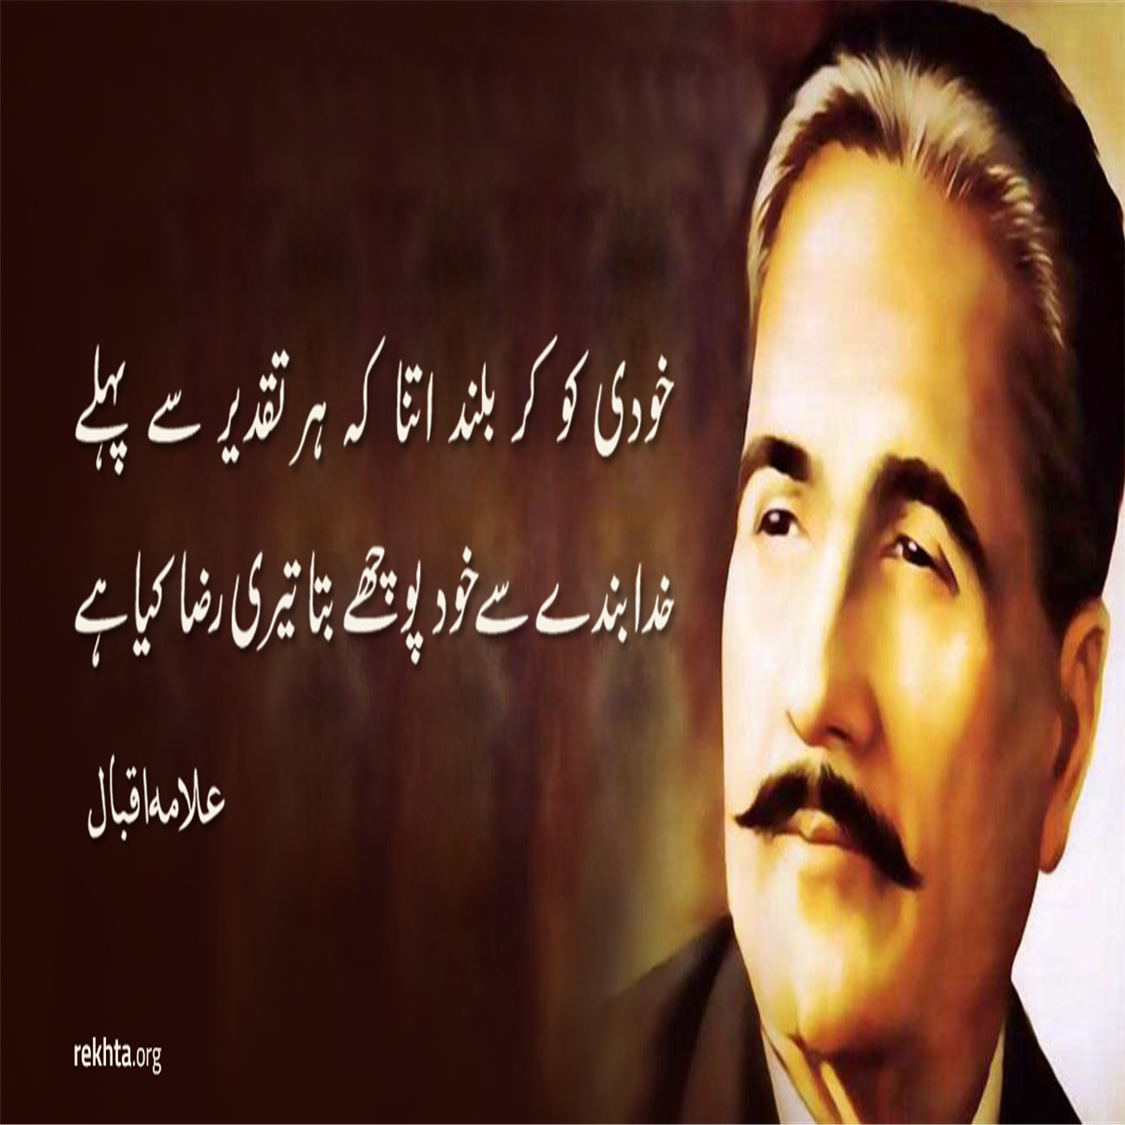 خودی کو کر بلند اتنا کہ ہر تقدیر سے پہلے
خدا بندے سے خود پوچھے بتا تیری رضا کیا ہے
علامہ اقبال
rekhta.org